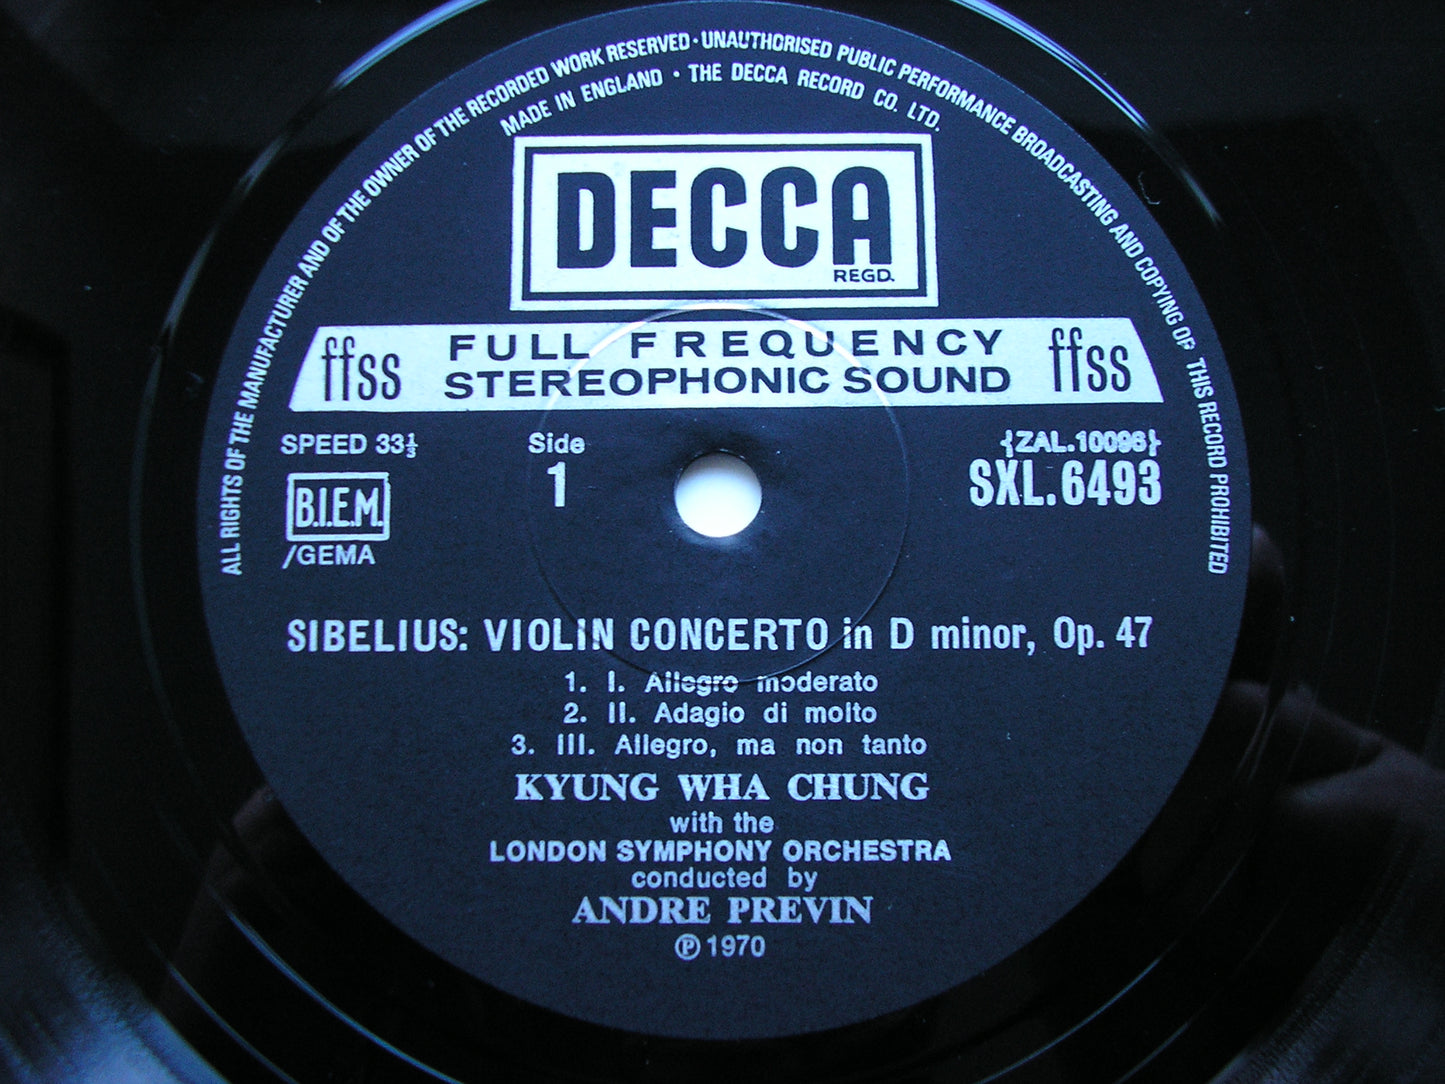 ALL RIGHTS OF THE MANUFACTURER AND OF THE OWNER OF THE RECORDED WORK RESERVED · UNAUTHORISED PUBLIC PERFORMANCE BROADCASTING AND COPYING OF THIS RECORD PROHIBITED
MADE IN ENGLAND · THE DECCA RECORD CO. LTD.
DECCA
REGD.
ffss FULL FREQUENCY ffss
STEREOPHONIC SOUND
SPEED 33⅓ Side {ZAL.10096}
1 SXL.6493
B.I.E.M.
/GEMA
SIBELIUS: VIOLIN CONCERTO in D minor, Op. 47
1. I. Allegro moderato
2. II. Adagio di molto
3. III. Allegro, ma non tanto
KYUNG WHA CHUNG
with the
LONDON SYMPHONY ORCHESTRA
conducted by
ANDRE PREVIN
Ⓟ 1970